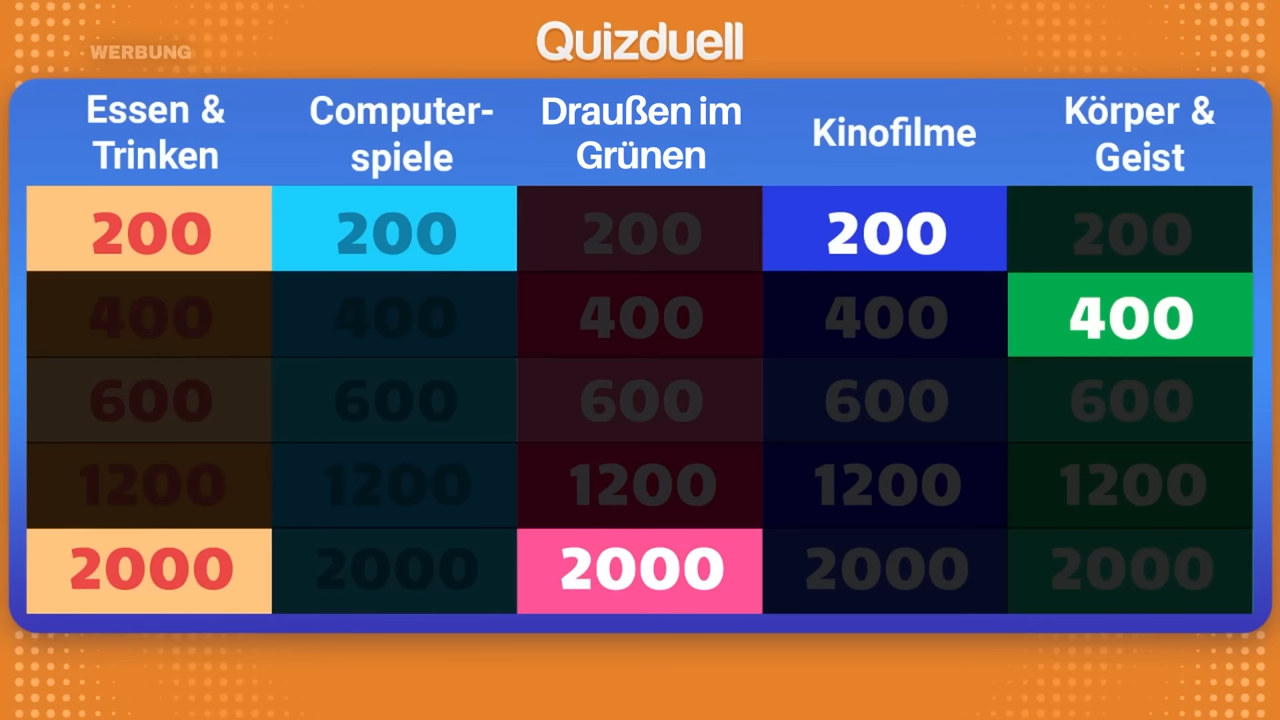 Quizduell
WERBUNG
Essen &
Trinken
Computer-
spiele
Draußen im
Grünen
Kinofilme
Körper &
Geist
200 200 200 200 200
400 400 400 400 400
600 600 600 600 600
1200 1200 1200 1200 1200
2000 2000 2000 2000 2000